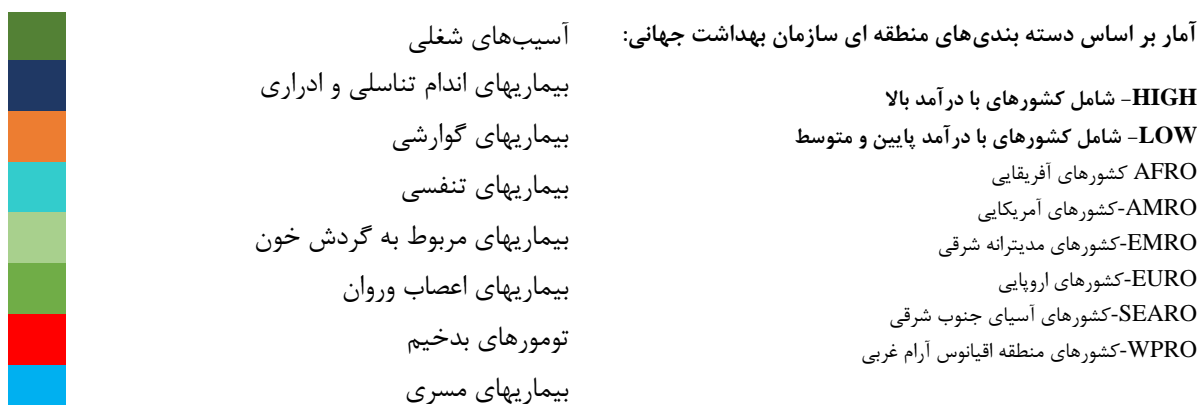 آمار بر اساس دسته بندی‌های منطقه ای سازمان بهداشت جهانی:
HIGH- شامل کشورهای با درآمد بالا
LOW- شامل کشورهای با درآمد پایین و متوسط
AFRO کشورهای آفریقایی
AMRO-کشورهای آمریکایی
EMRO-کشورهای مدیترانه شرقی
EURO-کشورهای اروپایی
SEARO-کشورهای آسیای جنوب شرقی
WPRO-کشورهای منطقه اقیانوس آرام غربی
آسیب‌های شغلی
بیماریهای اندام تناسلی و ادراری
بیماریهای گوارشی
بیماریهای تنفسی
بیماریهای مربوط به گردش خون
بیماریهای اعصاب وروان
تومورهای بدخیم
بیماریهای مسری